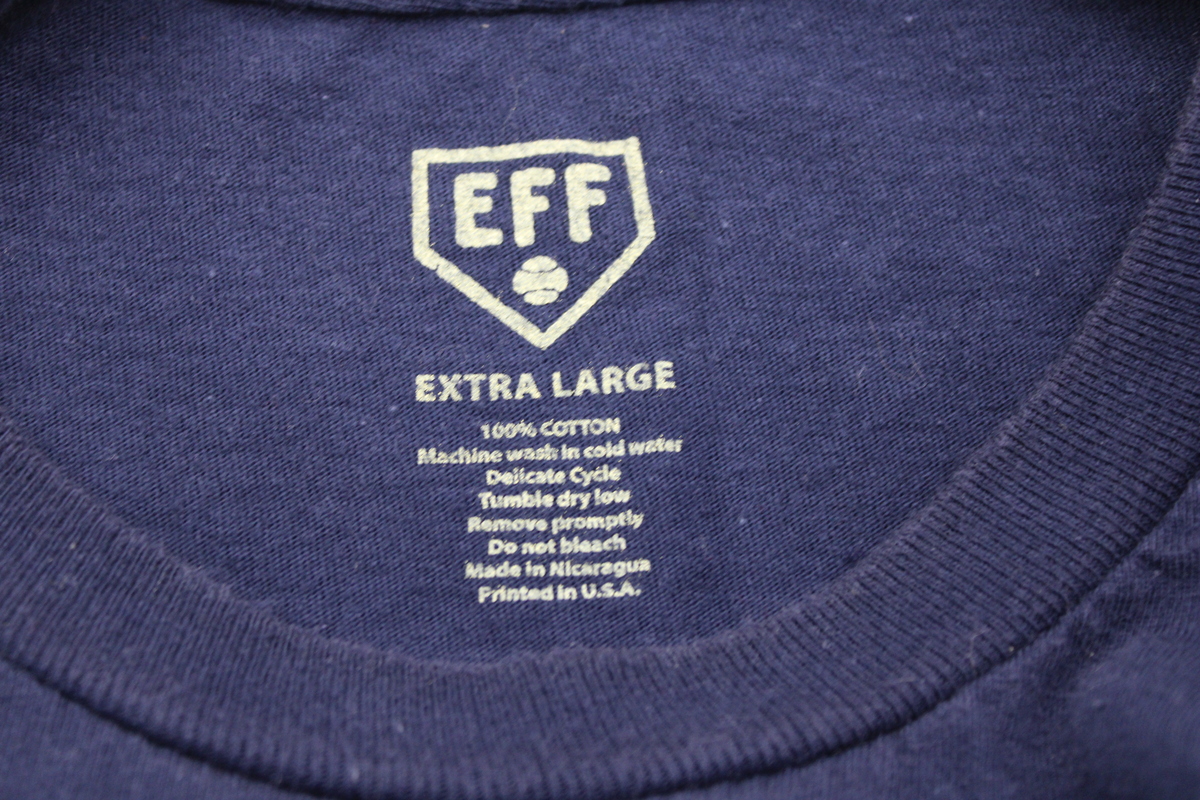 EFF
EXTRA LARGE
100% COTTON
Machine wash in cold water
Delicate Cycle
Tumble dry low
Remove promptly
Do not bleach
Made in Nicaragua
Printed in U.S.A.